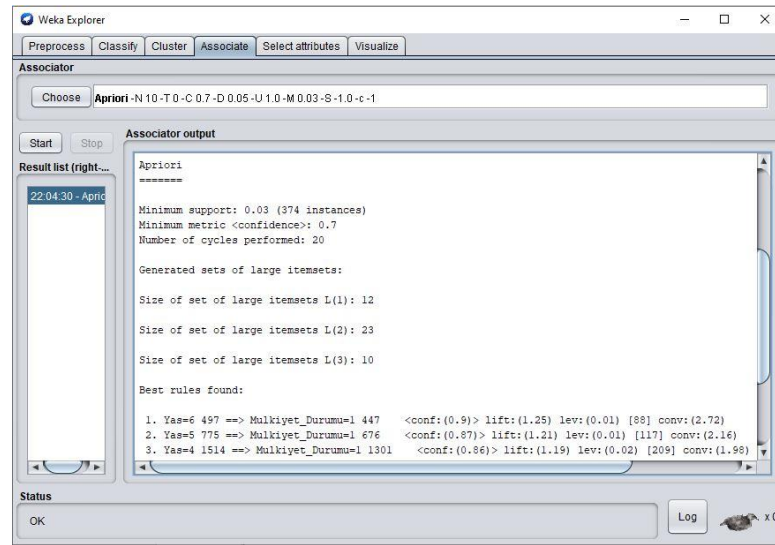 Weka Explorer
Preprocess Classify Cluster Associate Select attributes Visualize
Associator
Choose Apriori -N 10 -T 0 -C 0.7 -D 0.05 -U 1.0 -M 0.03 -S -1.0 -c -1
Start Stop
Associator output
Result list (right-...
22:04:30 - Aprio
Apriori
=======
Minimum support: 0.03 (374 instances)
Minimum metric <confidence>: 0.7
Number of cycles performed: 20
Generated sets of large itemsets:
Size of set of large itemsets L(1): 12
Size of set of large itemsets L(2): 23
Size of set of large itemsets L(3): 10
Best rules found:
1. Yas=6 497 ==> Mulkiyet_Durumu=1 447 <conf:(0.9)> lift:(1.25) lev:(0.01) [88] conv:(2.72)
2. Yas=5 775 ==> Mulkiyet_Durumu=1 676 <conf:(0.87)> lift:(1.21) lev:(0.01) [117] conv:(2.16)
3. Yas=4 1514 ==> Mulkiyet_Durumu=1 1301 <conf:(0.86)> lift:(1.19) lev:(0.02) [209] conv:(1.98)
Status
OK
Log
x 0